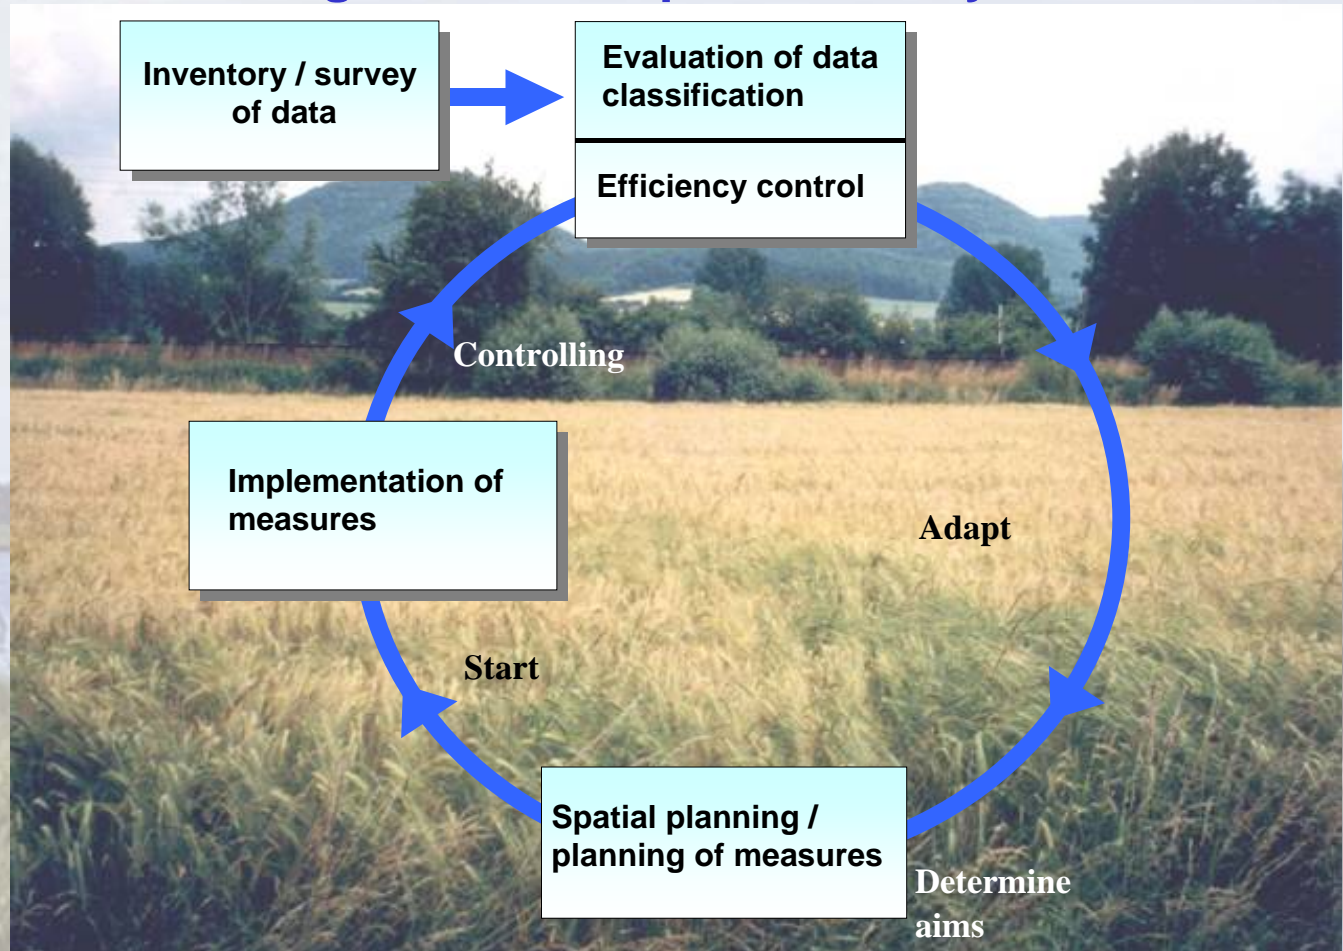 Inventory / survey
of data
Evaluation of data
classification
Efficiency control
Controlling
Implementation of
measures
Adapt
Start
Spatial planning /
planning of measures
Determine
aims